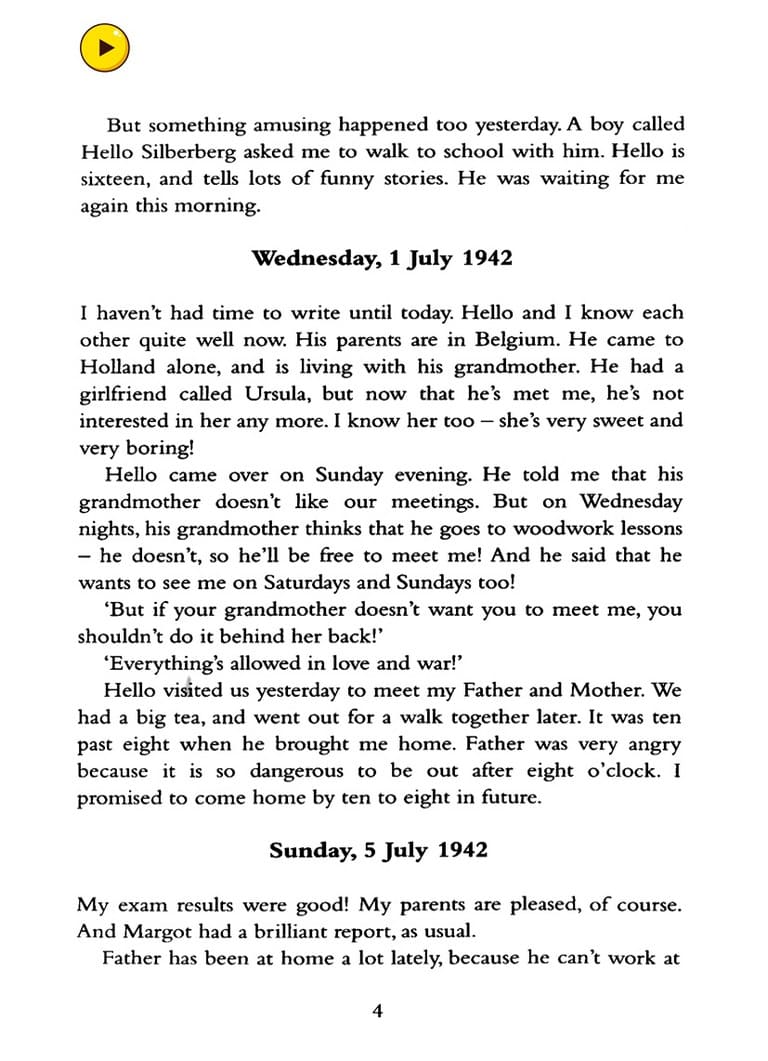 But something amusing happened too yesterday. A boy called
Hello Silberberg asked me to walk to school with him. Hello is
sixteen, and tells lots of funny stories. He was waiting for me
again this morning.
Wednesday, 1 July 1942
I haven't had time to write until today. Hello and I know each
other quite well now. His parents are in Belgium. He came to
Holland alone, and is living with his grandmother. He had a
girlfriend called Ursula, but now that he's met me, he's not
interested in her any more. I know her too – she's very sweet and
very boring!
Hello came over on Sunday evening. He told me that his
grandmother doesn't like our meetings. But on Wednesday
nights, his grandmother thinks that he goes to woodwork lessons
– he doesn't, so he'll be free to meet me! And he said that he
wants to see me on Saturdays and Sundays too!
‘But if your grandmother doesn't want you to meet me, you
shouldn't do it behind her back!’
‘Everything's allowed in love and war!’
Hello visited us yesterday to meet my Father and Mother. We
had a big tea, and went out for a walk together later. It was ten
past eight when he brought me home. Father was very angry
because it is so dangerous to be out after eight o'clock. I
promised to come home by ten to eight in future.
Sunday, 5 July 1942
My exam results were good! My parents are pleased, of course.
And Margot had a brilliant report, as usual.
Father has been at home a lot lately, because he can't work at
4